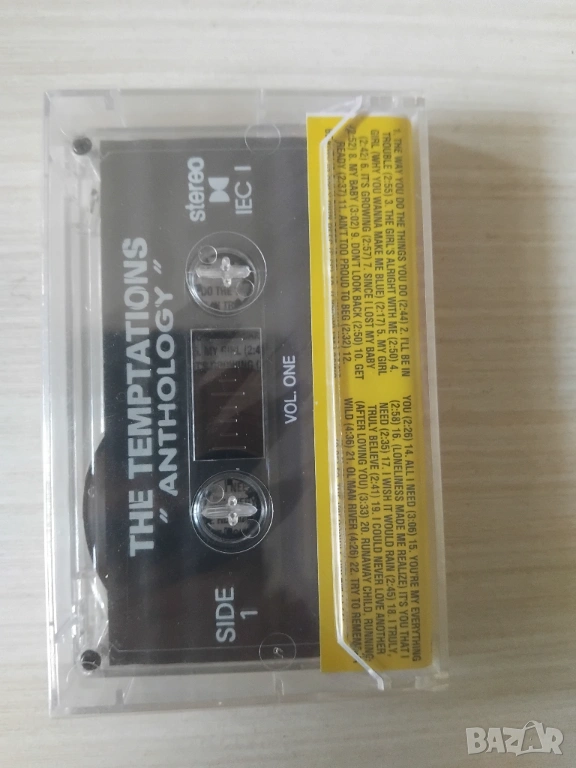 THE TEMPTATIONS
" ANTHOLOGY "
stereo
IEC I
VOL ONE
SIDE
1
1. THE WAY YOU DO THE THINGS YOU DO (2:44) 2. I'LL BE IN
TROUBLE (2:55) 3. THE GIRL'S ALRIGHT WITH ME (2:50) 4.
GIRL (WHY YOU WANNA MAKE ME BLUE) (2:17) 5. MY GIRL
(2:42) 6. IT'S GROWING (2:57) 7. SINCE I LOST MY BABY
(2:52) 8. MY BABY (3:02) 9. DON'T LOOK BACK (2:50) 10. GET
READY (2:37) 11. AIN'T TOO PROUD TO BEG (2:32) 12.
YOU (2:26) 14. ALL I NEED (3:06) 15. YOU'RE MY EVERYTHING
(2:58) 16. (LONELINESS MADE ME REALIZE) IT'S YOU THAT I
NEED (2:35) 17. I WISH IT WOULD RAIN (2:45) 18. I TRULY,
TRULY BELIEVE (2:41) 19. I COULD NEVER LOVE ANOTHER
(AFTER LOVING YOU) (3:33) 20. RUNAWAY CHILD, RUNNING
WILD (4:36) 21. OL MAN RIVER (4:26) 22. TRY TO REMEM
BAZAR